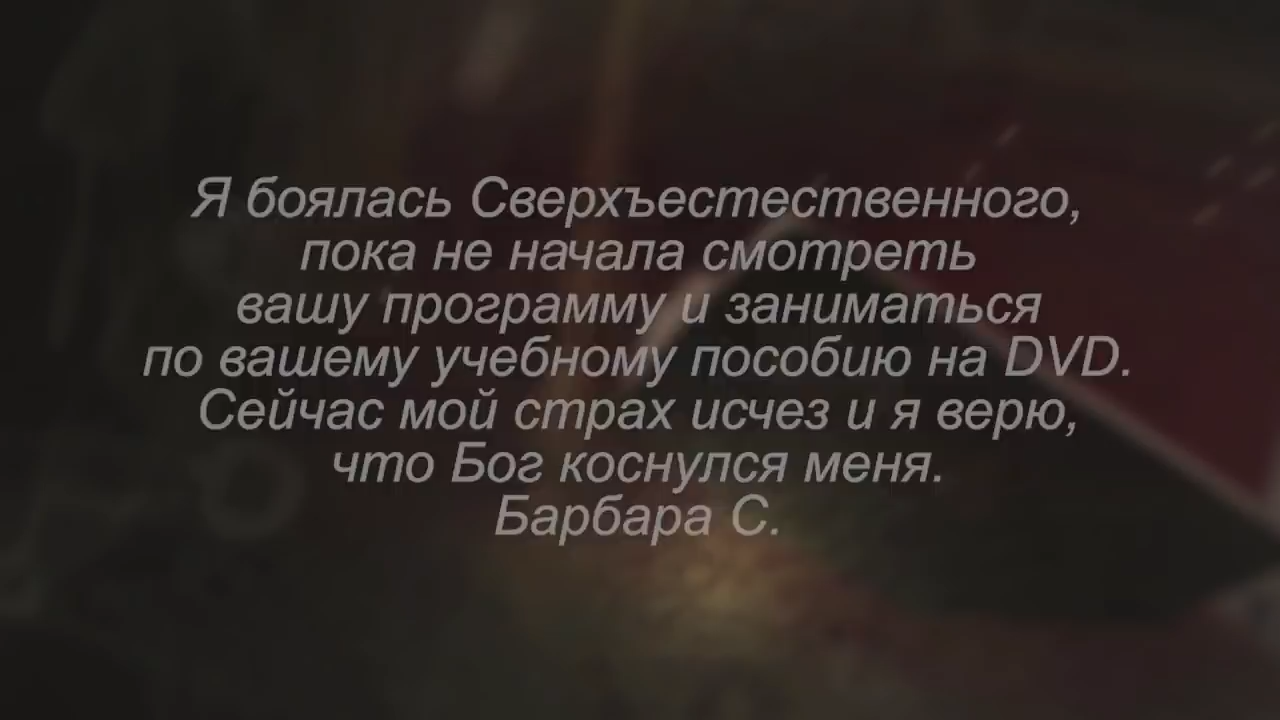 Я боялась Сверхъестественного,
пока не начала смотреть
вашу программу и заниматься
по вашему учебному пособию на DVD.
Сейчас мой страх исчез и я верю,
что Бог коснулся меня.
Барбара С.